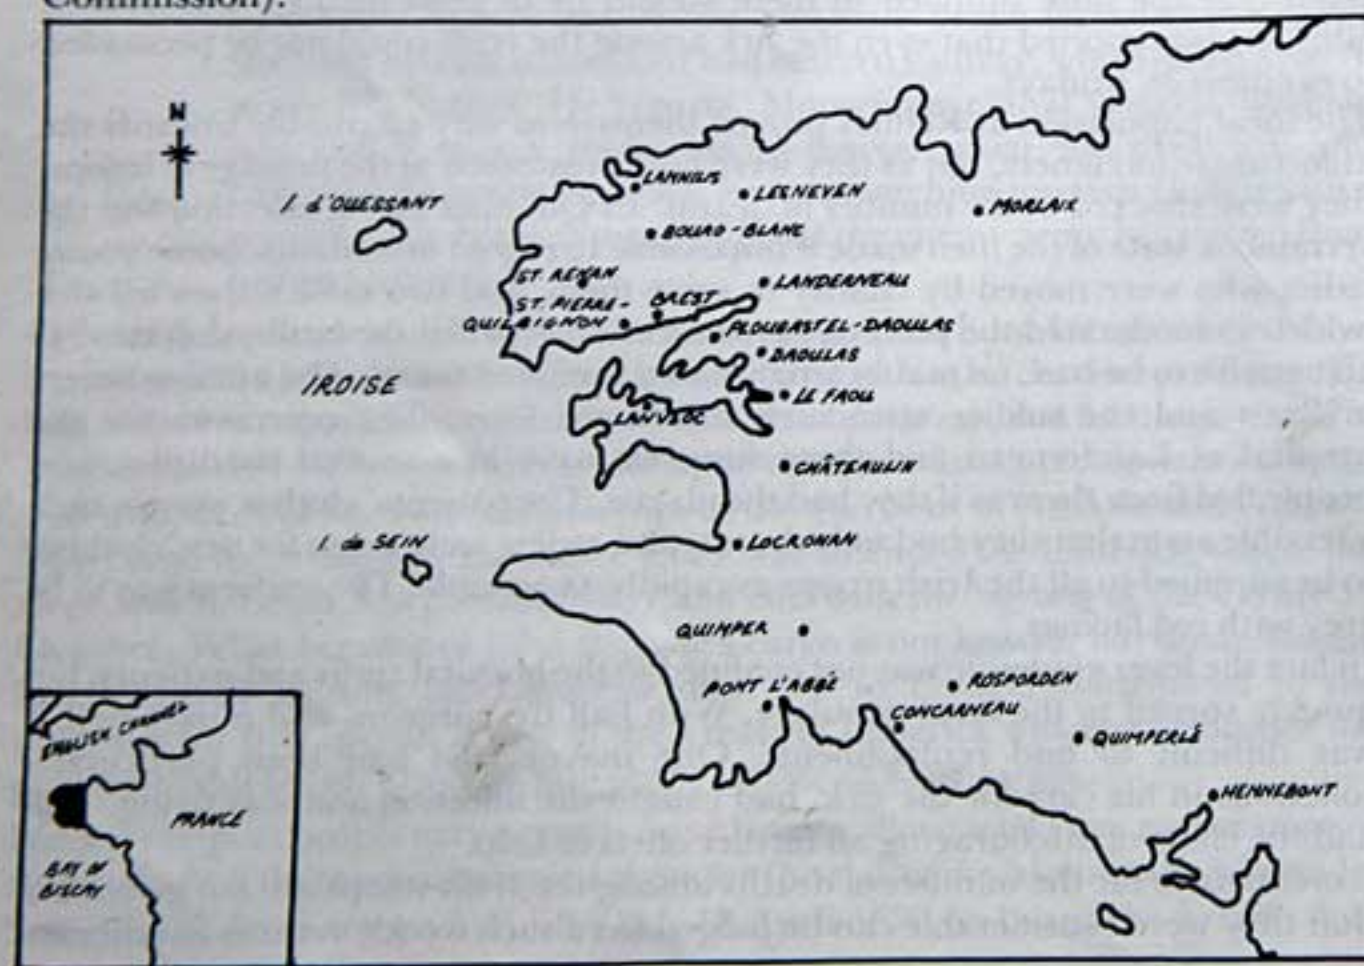 Commission).
N
I. d'OUESSANT
LANNILIS
LESNEVEN
MORLAIX
BOURG-BLANC
ST. RENAN
LANDERNEAU
ST. PIERRE-
QUILBIGNON
BREST
PLOUGASTEL-DAOULAS
DAOULAS
IROISE
LE FAOU
LANVEOC
CHÂTEAULIN
I. de SEIN
LOCRONAN
QUIMPER
PONT L'ABBÉ
ROSPORDEN
CONCARNEAU
QUIMPERLÉ
HENNEBONT
ENGLISH CHANNEL
FRANCE
BAY OF
BISCAY